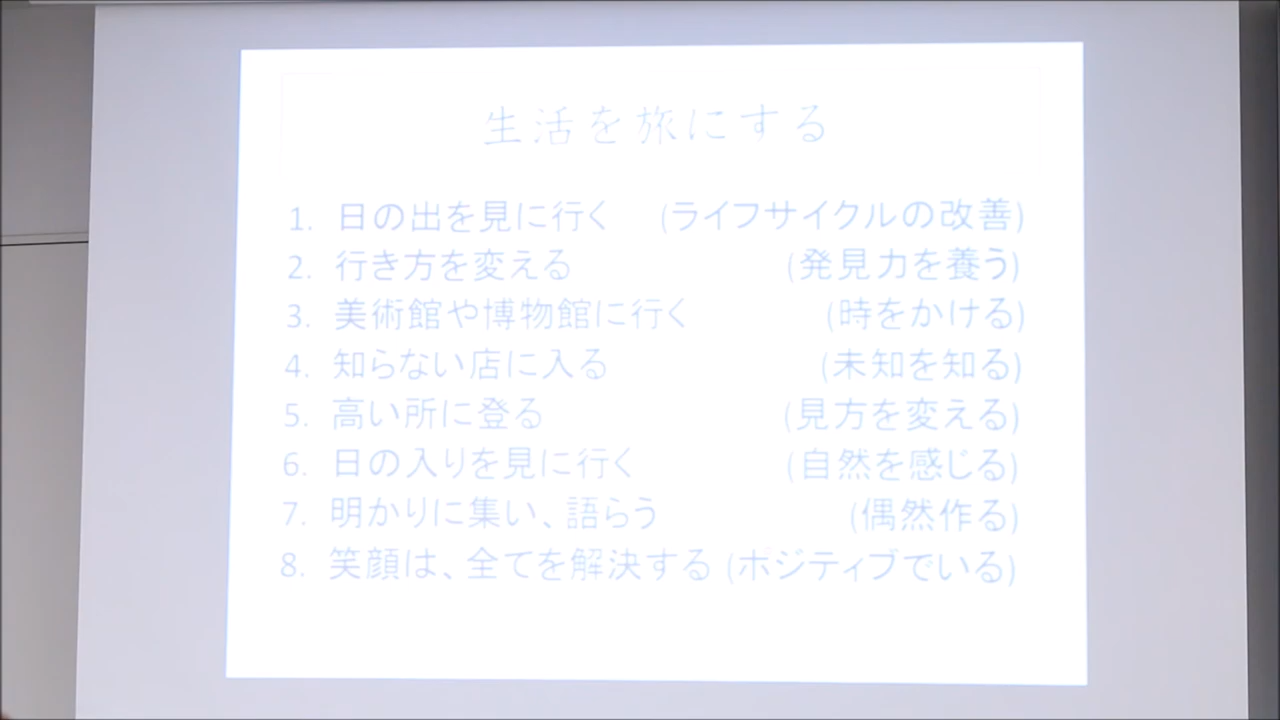 生活を旅にする
1. 日の出を見に行く (ライフサイクルの改善)
2. 行き方を変える (発見力を養う)
3. 美術館や博物館に行く (時をかける)
4. 知らない店に入る (未知を知る)
5. 高い所に登る (見方を変える)
6. 日の入りを見に行く (自然を感じる)
7. 明かりに集い、語らう (偶然作る)
8. 笑顔は、全てを解決する (ポジティブでいる)